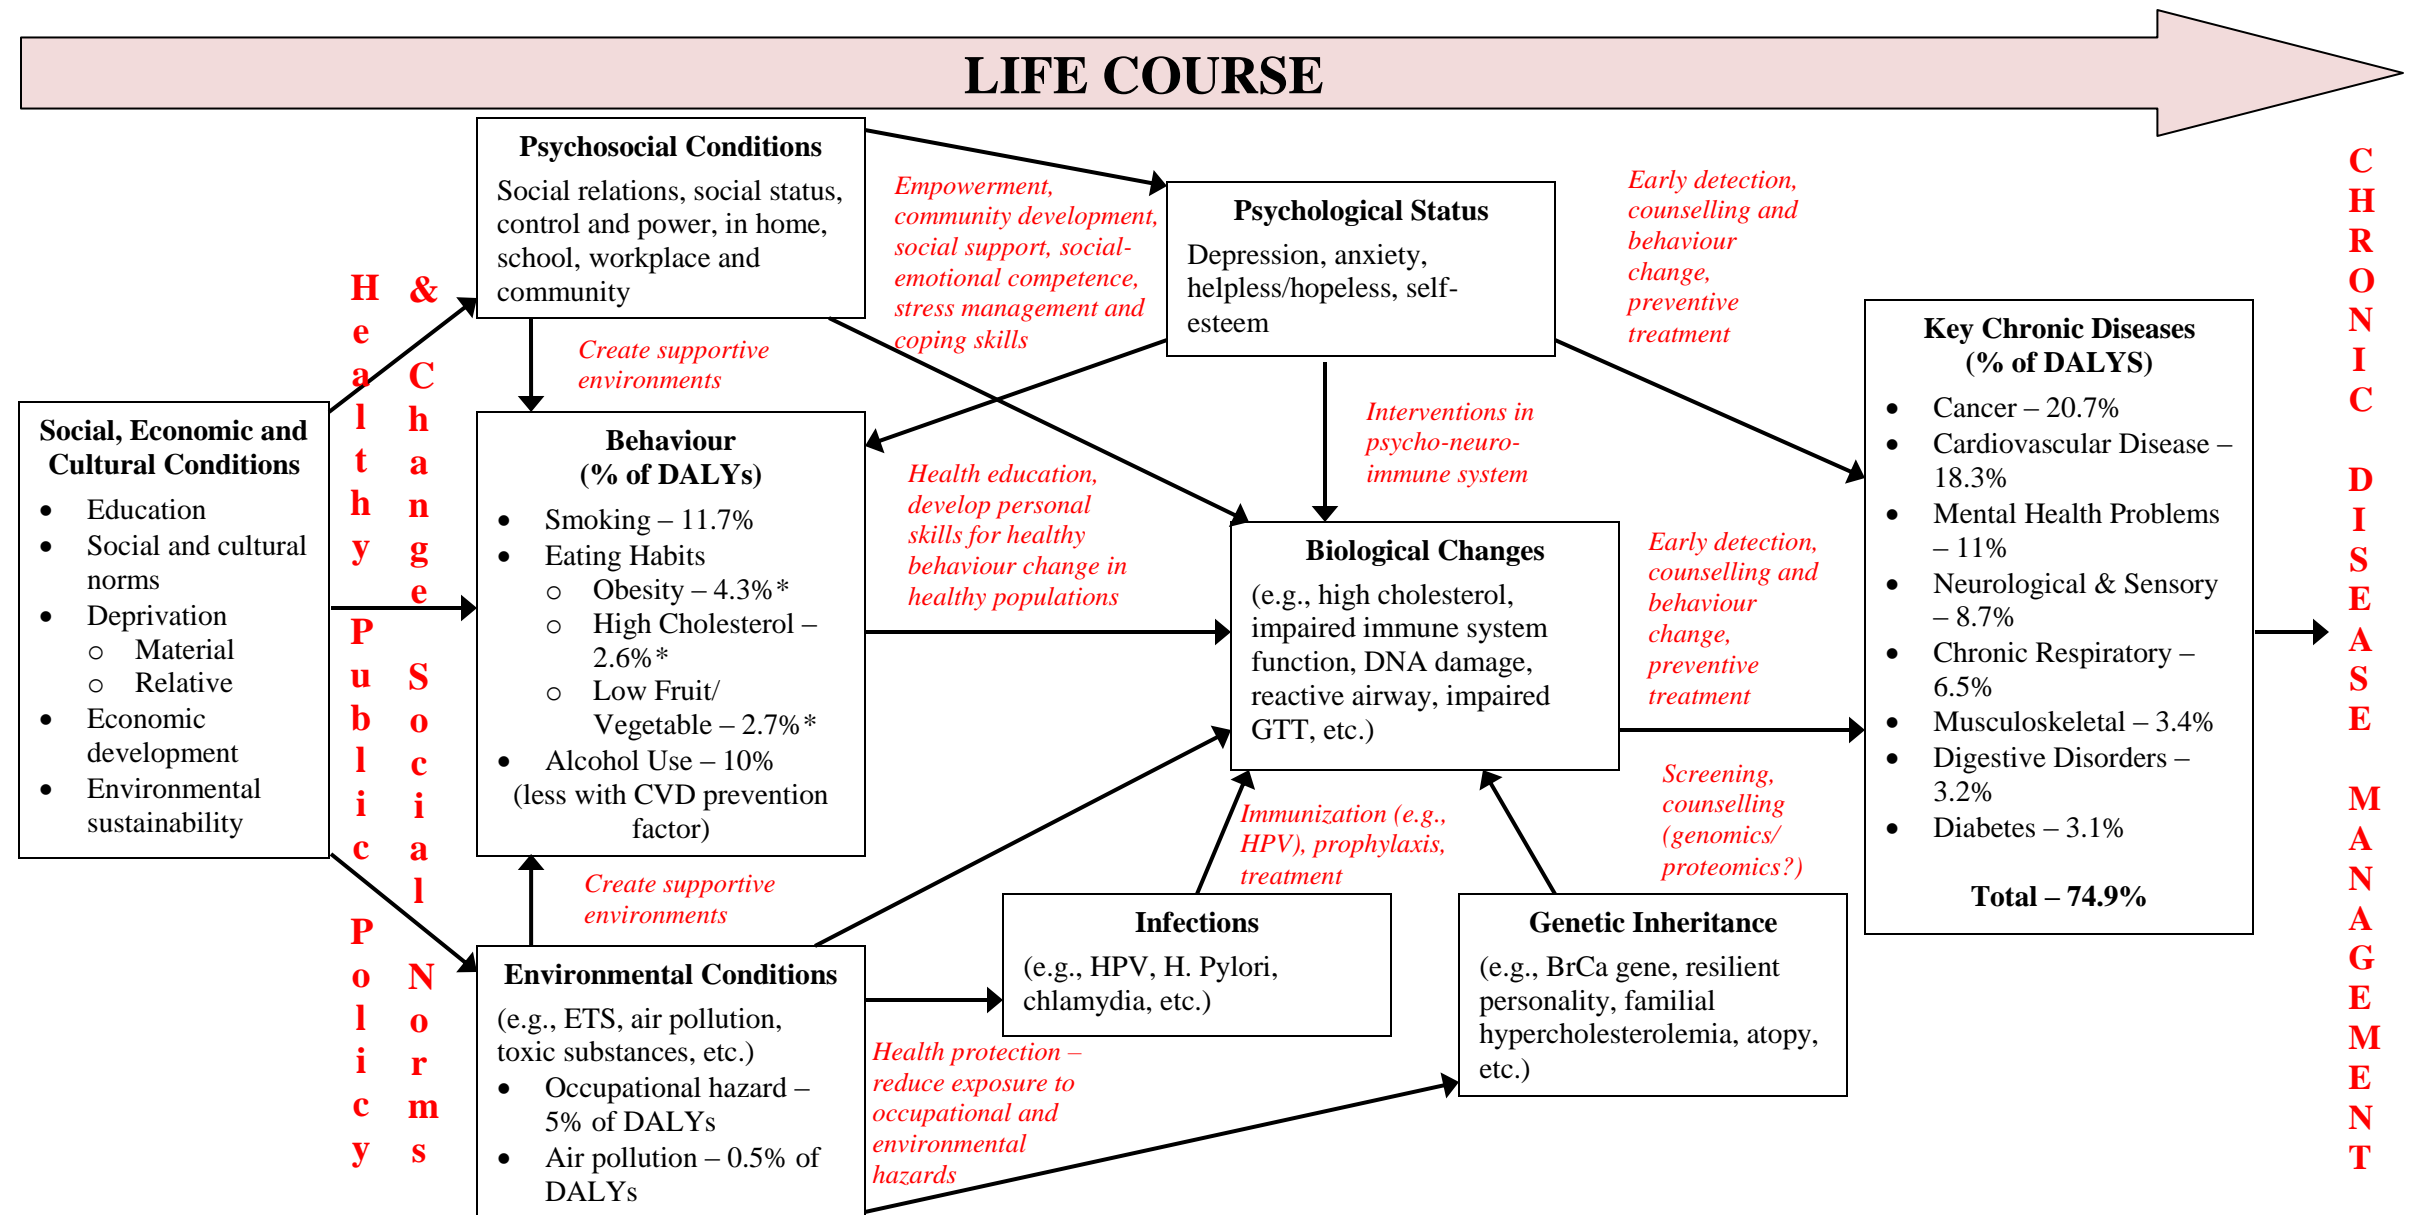 LIFE COURSE
Social, Economic and
Cultural Conditions
• Education
• Social and cultural
norms
• Deprivation
o Material
o Relative
• Economic
development
• Environmental
sustainability
Healthy Public Policy
& Change Social Norms
Psychosocial Conditions
Social relations, social status,
control and power, in home,
school, workplace and
community
Create supportive
environments
Behaviour
(% of DALYs)
• Smoking – 11.7%
• Eating Habits
o Obesity – 4.3%*
o High Cholesterol –
2.6%*
o Low Fruit/
Vegetable – 2.7%*
• Alcohol Use – 10%
(less with CVD prevention
factor)
Create supportive
environments
Environmental Conditions
(e.g., ETS, air pollution,
toxic substances, etc.)
• Occupational hazard –
5% of DALYs
• Air pollution – 0.5% of
DALYs
Empowerment,
community development,
social support, social-
emotional competence,
stress management and
coping skills
Health education,
develop personal
skills for healthy
behaviour change in
healthy populations
Health protection –
reduce exposure to
occupational and
environmental
hazards
Psychological Status
Depression, anxiety,
helpless/hopeless, self-
esteem
Interventions in
psycho-neuro-
immune system
Biological Changes
(e.g., high cholesterol,
impaired immune system
function, DNA damage,
reactive airway, impaired
GTT, etc.)
Immunization (e.g.,
HPV), prophylaxis,
treatment
Infections
(e.g., HPV, H. Pylori,
chlamydia, etc.)
Early detection,
counselling and
behaviour
change,
preventive
treatment
Early detection,
counselling and
behaviour
change,
preventive
treatment
Screening,
counselling
(genomics/
proteomics?)
Genetic Inheritance
(e.g., BrCa gene, resilient
personality, familial
hypercholesterolemia, atopy,
etc.)
Key Chronic Diseases
(% of DALYS)
• Cancer – 20.7%
• Cardiovascular Disease –
18.3%
• Mental Health Problems
– 11%
• Neurological & Sensory
– 8.7%
• Chronic Respiratory –
6.5%
• Musculoskeletal – 3.4%
• Digestive Disorders –
3.2%
• Diabetes – 3.1%
Total – 74.9%
CHRONIC DISEASE MANAGEMENT